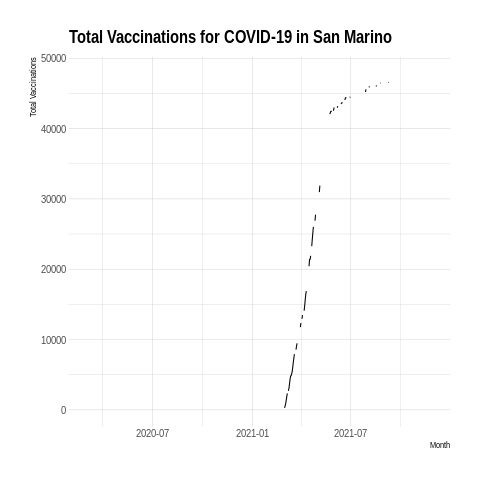 Total Vaccinations for COVID-19 in San Marino
Total Vaccinations
50000
40000
30000
20000
10000
0
2020-07 2021-01 2021-07
Month